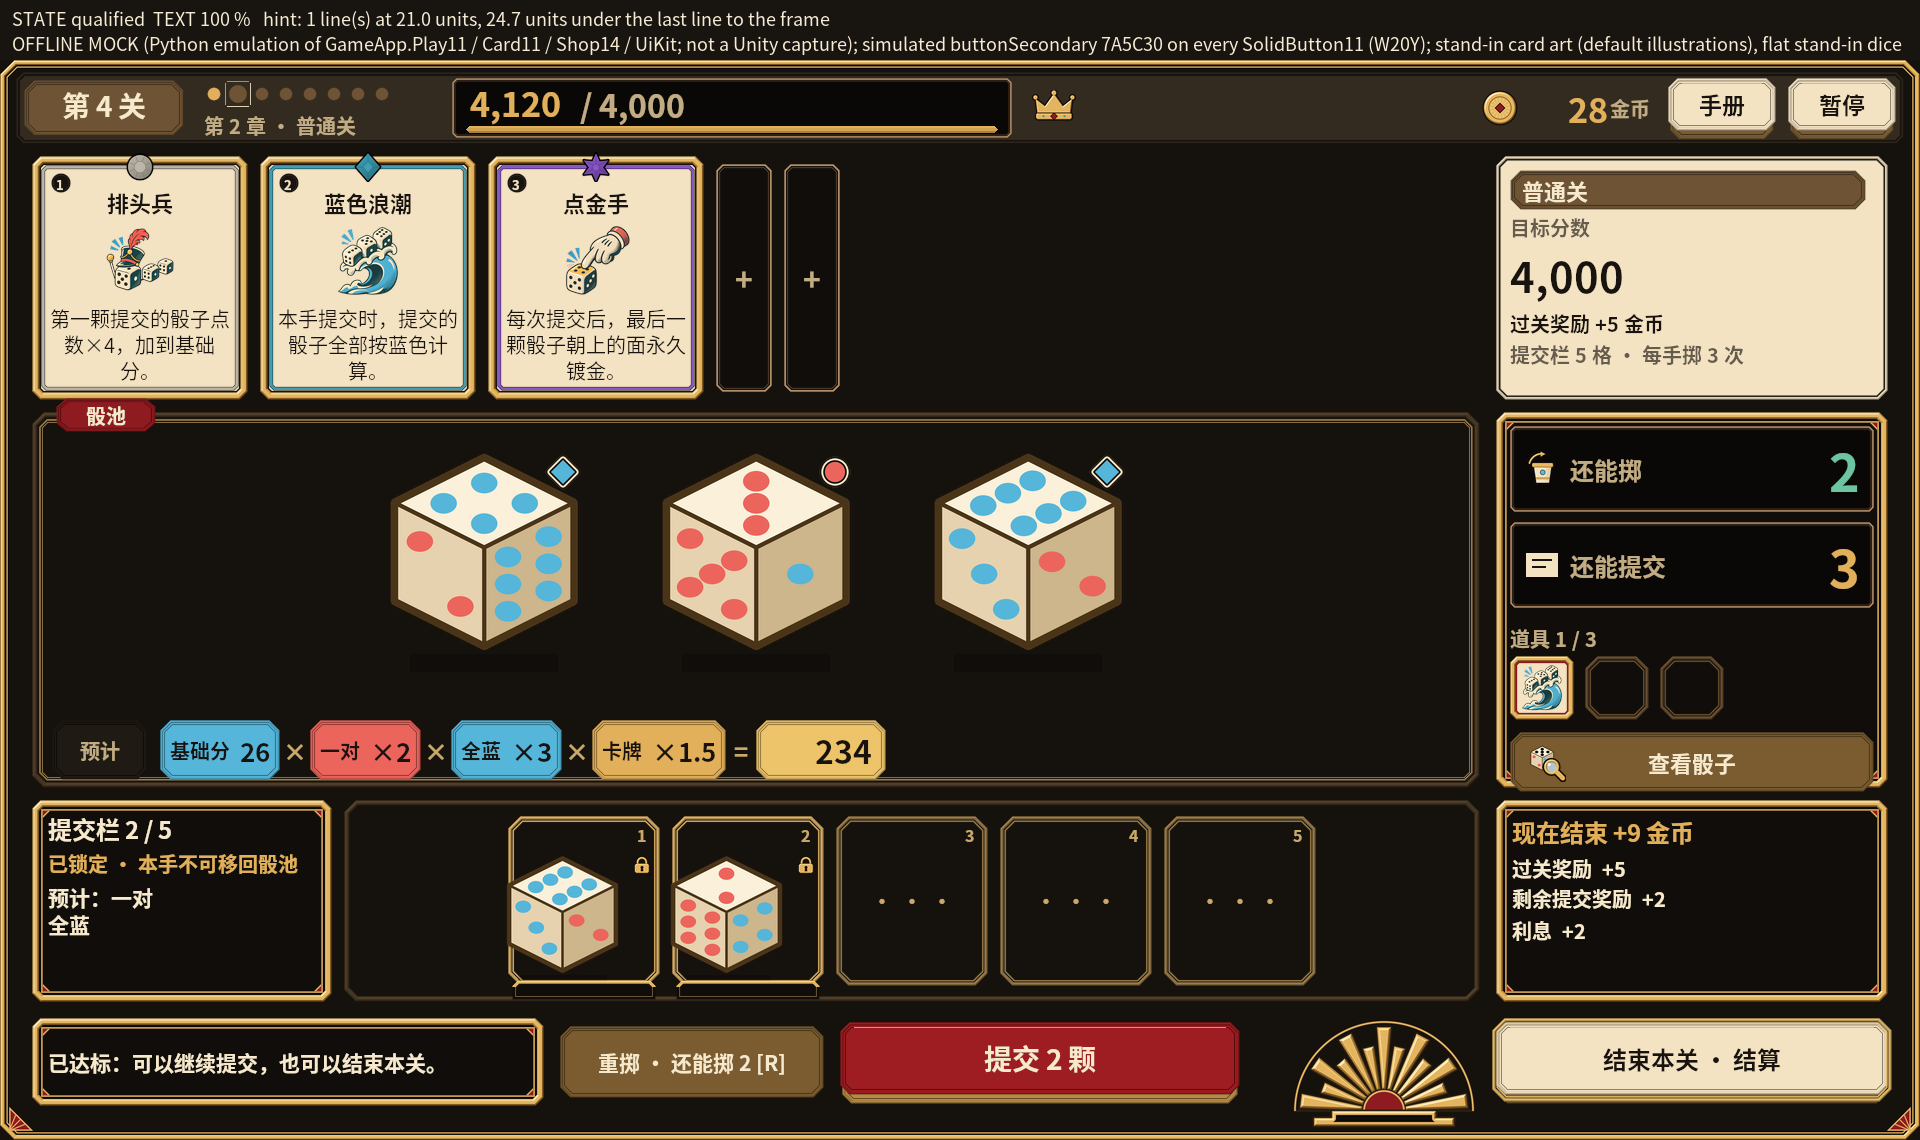 STATE qualified  TEXT 100 %   hint: 1 line(s) at 21.0 units, 24.7 units under the last line to the frame
OFFLINE MOCK (Python emulation of GameApp.Play11 / Card11 / Shop14 / UiKit; not a Unity capture); simulated buttonSecondary 7A5C30 on every SolidButton11 (W20Y); stand-in card art (default illustrations), flat stand-in dice
第 4 关
第 2 章 · 普通关
4,120 / 4,000
28金币
手册
暂停
1
排头兵
第一颗提交的骰子点
数×4，加到基础
分。
2
蓝色浪潮
本手提交时，提交的
骰子全部按蓝色计
算。
3
点金手
每次提交后，最后一
颗骰子朝上的面永久
镀金。
+
+
普通关
目标分数
4,000
过关奖励 +5 金币
提交栏 5 格 · 每手掷 3 次
骰池
还能掷 2
还能提交 3
道具 1 / 3
查看骰子
预计 基础分 26 × 一对 ×2 × 全蓝 ×3 × 卡牌 ×1.5 = 234
提交栏 2 / 5
已锁定 · 本手不可移回骰池
预计：一对
全蓝
1
2
3
4
5
现在结束 +9 金币
过关奖励 +5
剩余提交奖励 +2
利息 +2
已达标：可以继续提交，也可以结束本关。
重掷 · 还能掷 2 [R]
提交 2 颗
结束本关 · 结算